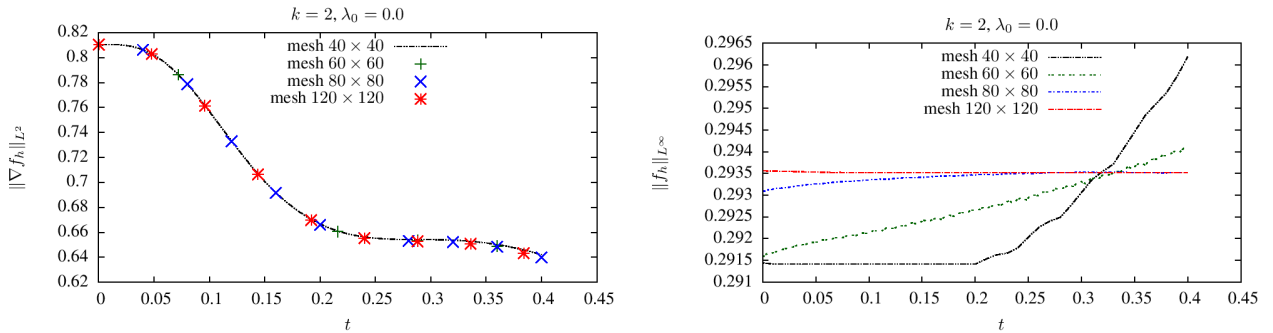 k = 2, λ₀ = 0.0
mesh 40 × 40
mesh 60 × 60
mesh 80 × 80
mesh 120 × 120
0.82
0.8
0.78
0.76
0.74
0.72
0.7
0.68
0.66
0.64
0.62
‖∇f_h‖_{L²}
0 0.05 0.1 0.15 0.2 0.25 0.3 0.35 0.4 0.45
t
k = 2, λ₀ = 0.0
mesh 40 × 40
mesh 60 × 60
mesh 80 × 80
mesh 120 × 120
0.2965
0.296
0.2955
0.295
0.2945
0.294
0.2935
0.293
0.2925
0.292
0.2915
0.291
‖f_h‖_{L^∞}
0 0.05 0.1 0.15 0.2 0.25 0.3 0.35 0.4 0.45
t